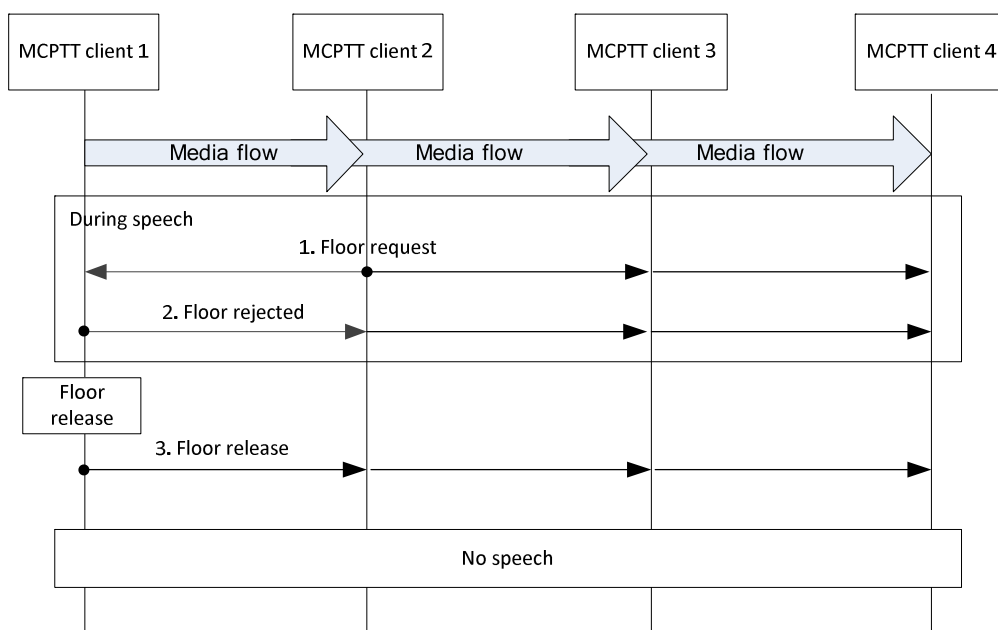 MCPTT client 1
MCPTT client 2
MCPTT client 3
MCPTT client 4
Media flow
Media flow
Media flow
During speech
1. Floor request
2. Floor rejected
Floor
release
3. Floor release
No speech